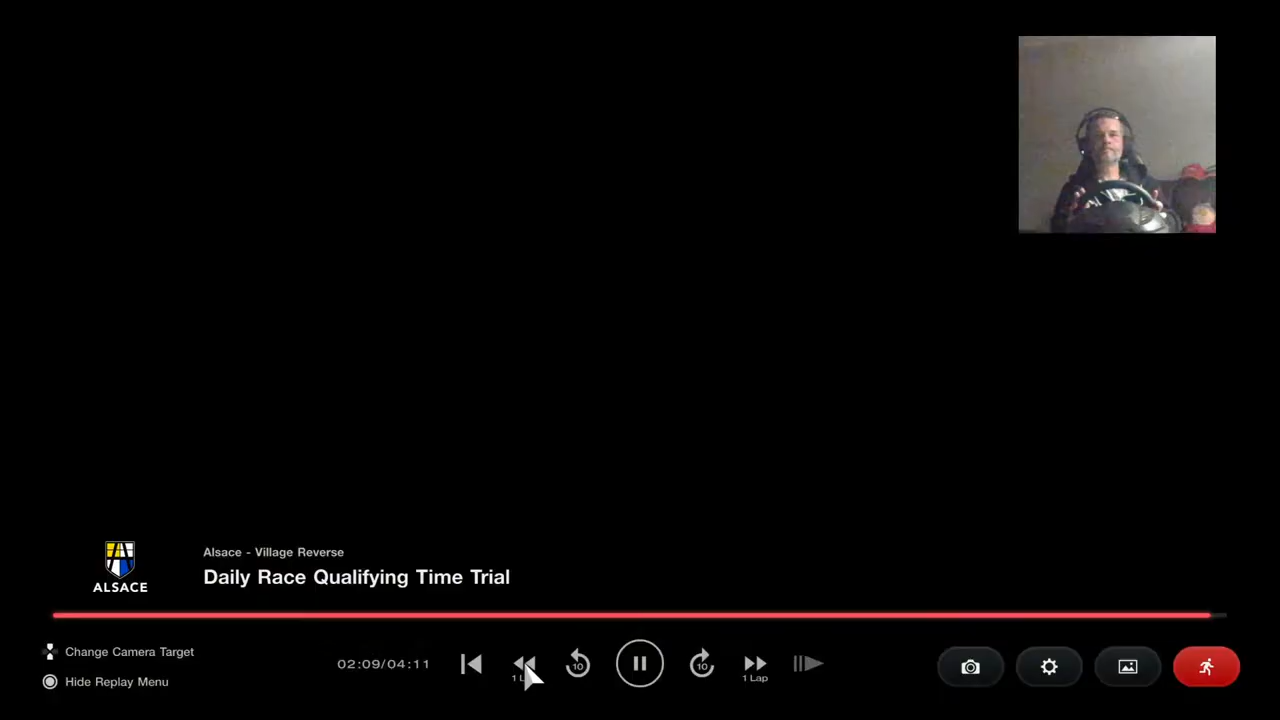 Alsace - Village Reverse
Daily Race Qualifying Time Trial
ALSACE
Change Camera Target
Hide Replay Menu
02:09/04:11
1
10
10
1 Lap